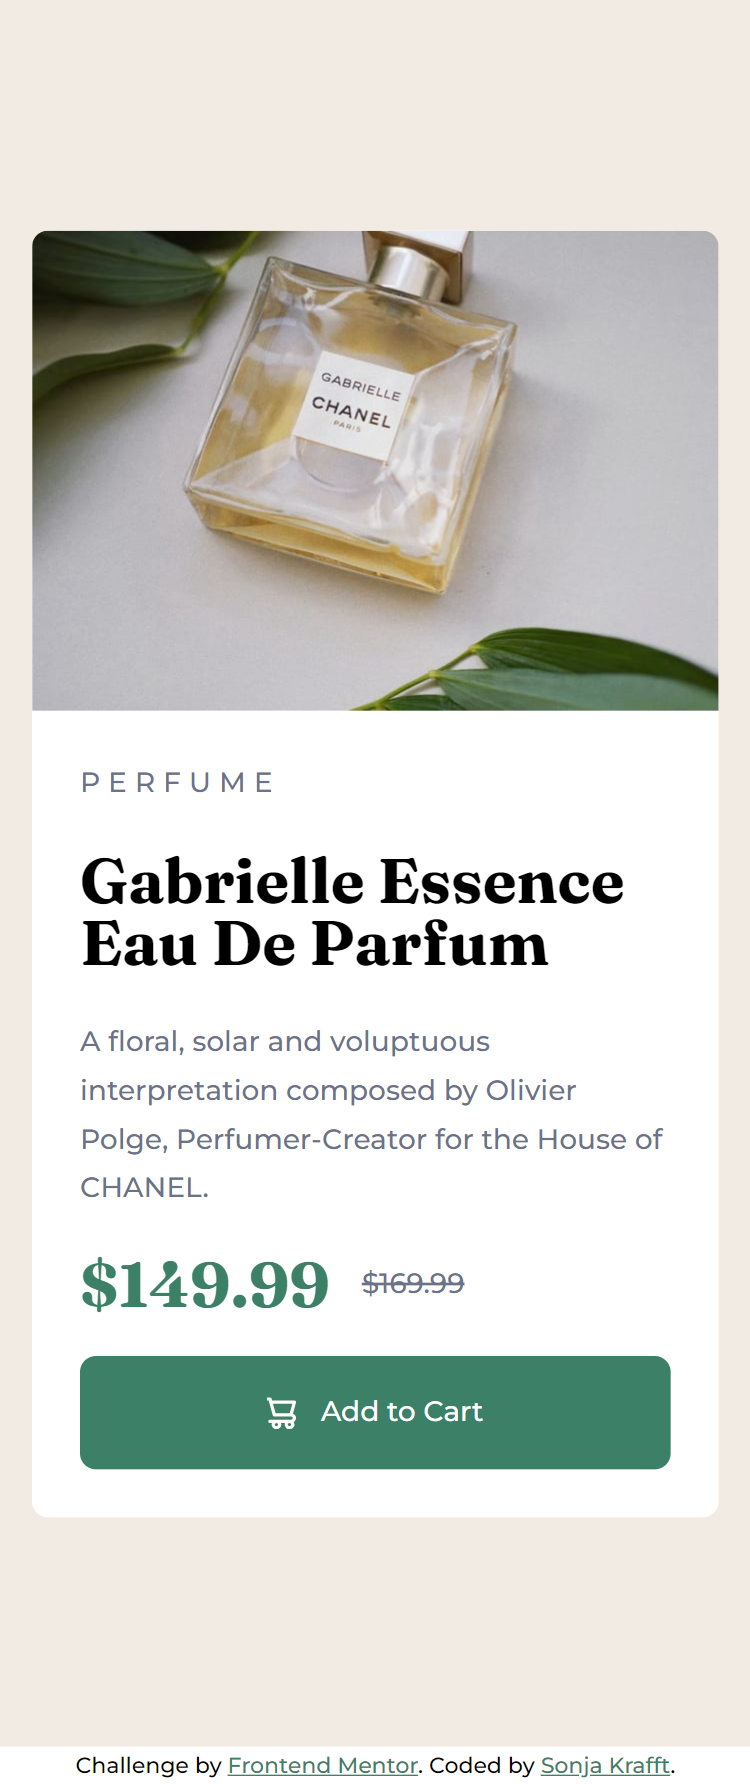 GABRIELLE
CHANEL
PARIS
PERFUME
Gabrielle Essence
Eau De Parfum
A floral, solar and voluptuous
interpretation composed by Olivier
Polge, Perfumer-Creator for the House of
CHANEL.
$149.99 $169.99
Add to Cart
Challenge by Frontend Mentor. Coded by Sonja Krafft.